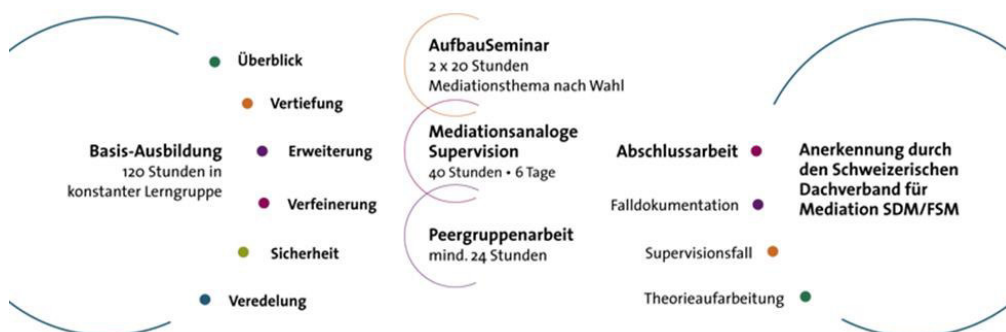 Basis-Ausbildung
120 Stunden in
konstanter Lerngruppe
Überblick
Vertiefung
Erweiterung
Verfeinerung
Sicherheit
Veredelung
AufbauSeminar
2 x 20 Stunden
Mediationsthema nach Wahl
Mediationsanaloge
Supervision
40 Stunden • 6 Tage
Peergruppenarbeit
mind. 24 Stunden
Abschlussarbeit
Falldokumentation
Supervisionsfall
Theorieaufarbeitung
Anerkennung durch
den Schweizerischen
Dachverband für
Mediation SDM/FSM